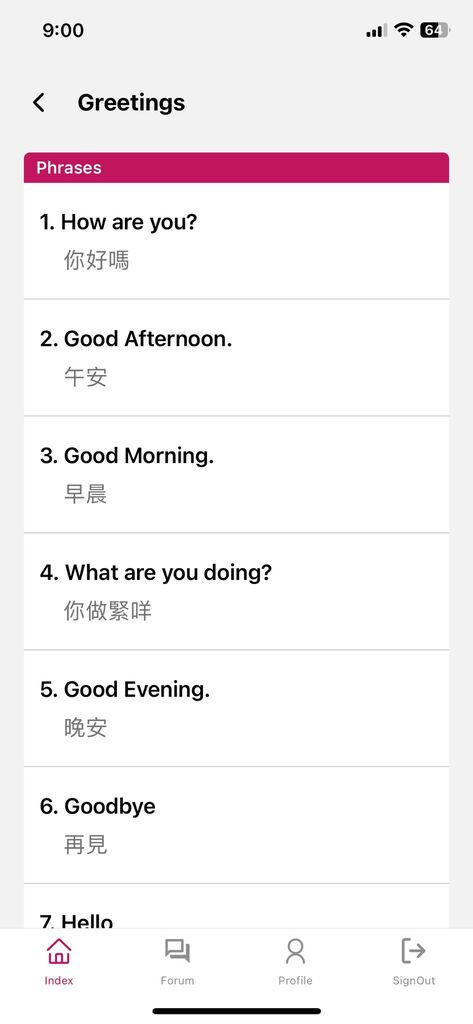 9:00
64
Greetings
Phrases
1. How are you?
你好嗎
2. Good Afternoon.
午安
3. Good Morning.
早晨
4. What are you doing?
你做緊咩
5. Good Evening.
晚安
6. Goodbye
再見
7. Hello
Index Forum Profile SignOut